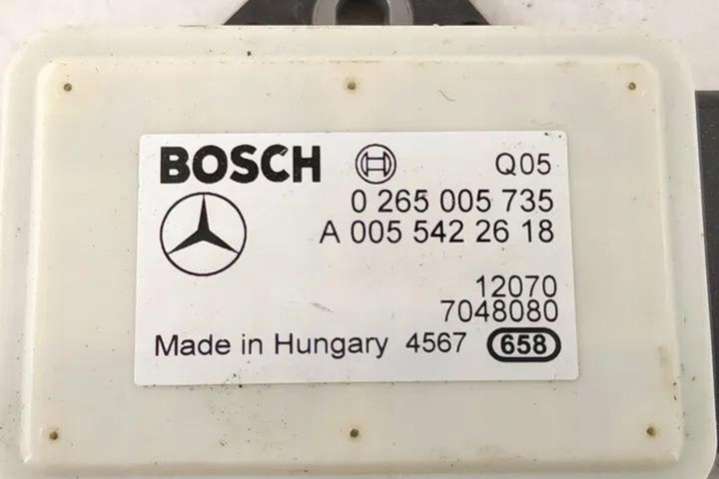 BOSCH Q05
0 265 005 735
A 005 542 26 18
12070
7048080
Made in Hungary 4567 658